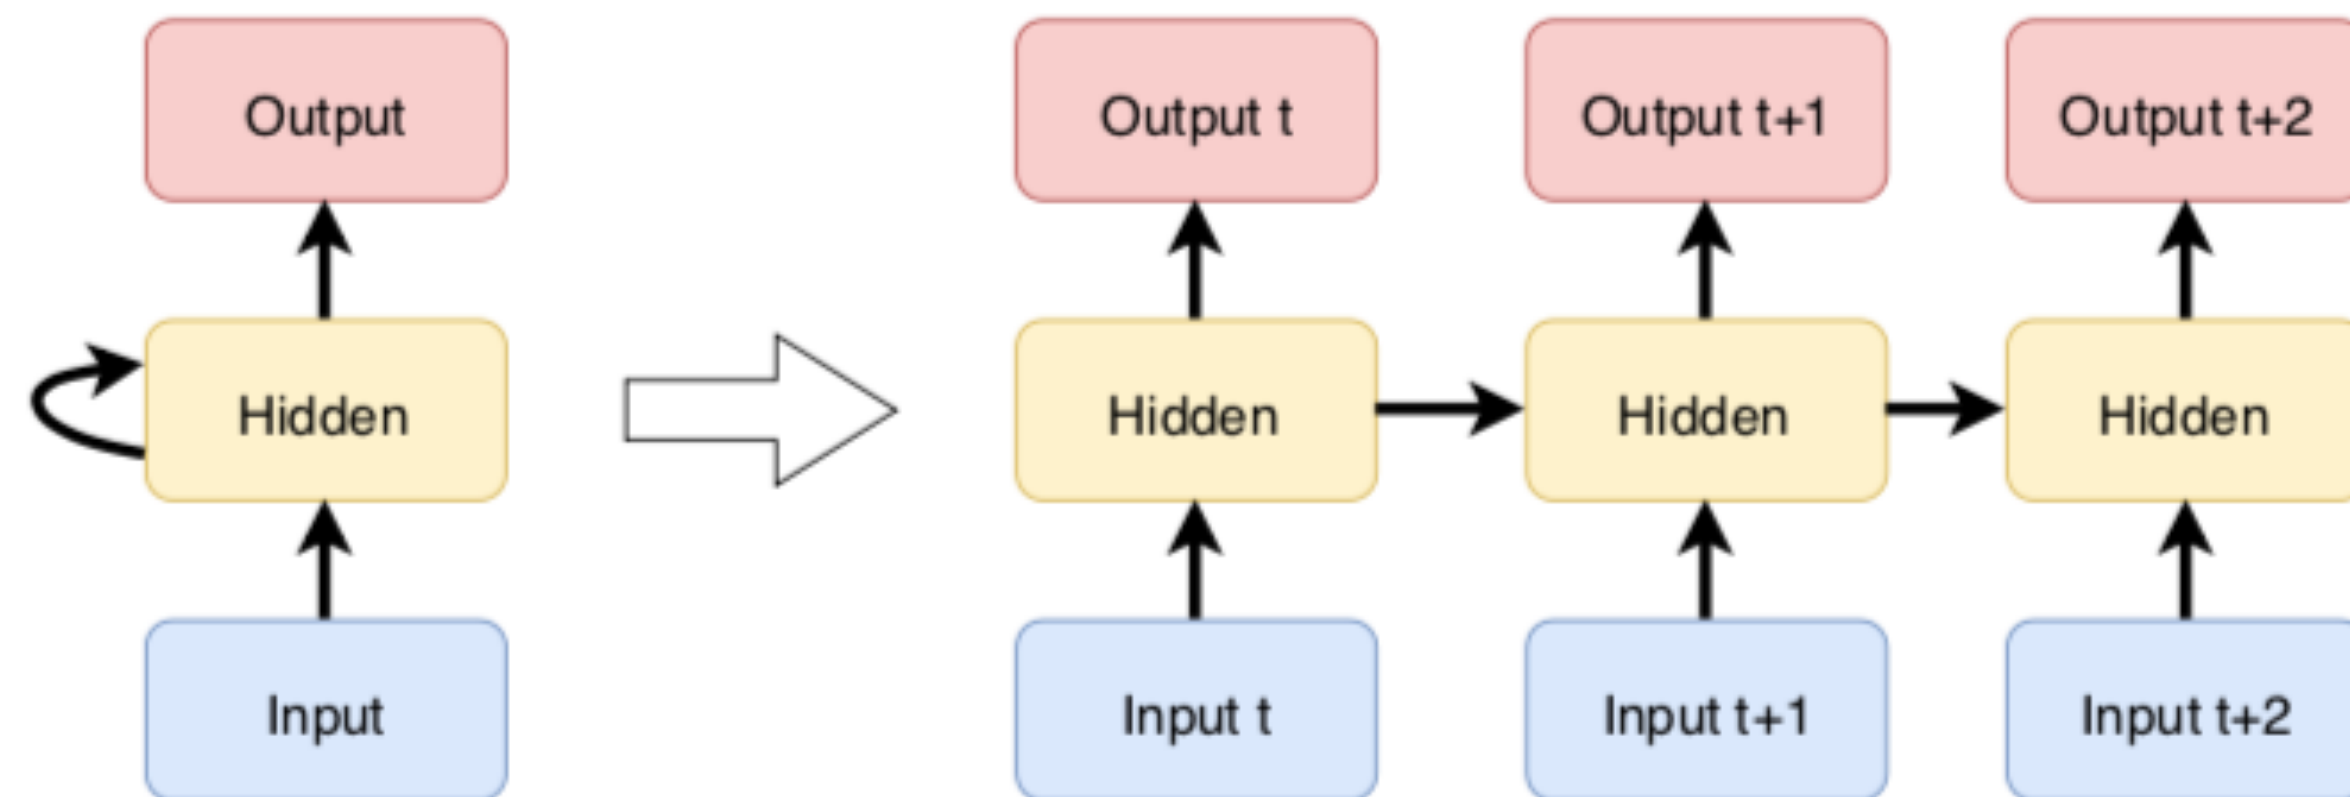 Output
Output t
Output t+1
Output t+2
Hidden
Hidden
Hidden
Hidden
Input
Input t
Input t+1
Input t+2